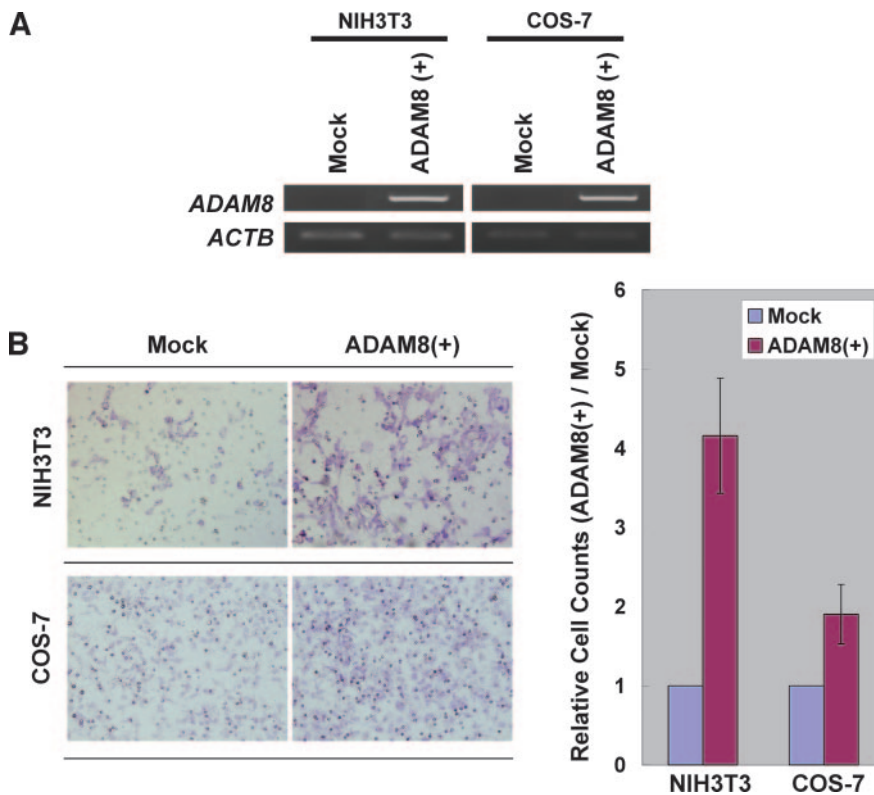 A
NIH3T3 COS-7
Mock ADAM8 (+) Mock ADAM8 (+)
ADAM8
ACTB
B
Mock ADAM8(+)
NIH3T3
COS-7
Relative Cell Counts (ADAM8(+) / Mock)
6
5
4
3
2
1
0
Mock
ADAM8(+)
NIH3T3 COS-7